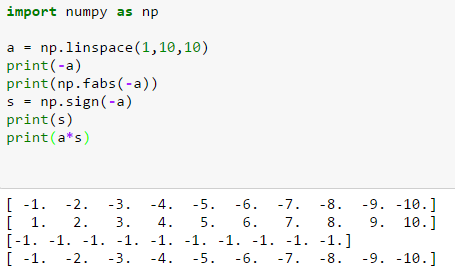 import numpy as np
a = np.linspace(1,10,10)
print(-a)
print(np.fabs(-a))
s = np.sign(-a)
print(s)
print(a*s)
[ -1.  -2.  -3.  -4.  -5.  -6.  -7.  -8.  -9. -10.]
[  1.   2.   3.   4.   5.   6.   7.   8.   9.  10.]
[-1. -1. -1. -1. -1. -1. -1. -1. -1. -1.]
[ -1.  -2.  -3.  -4.  -5.  -6.  -7.  -8.  -9. -10.]